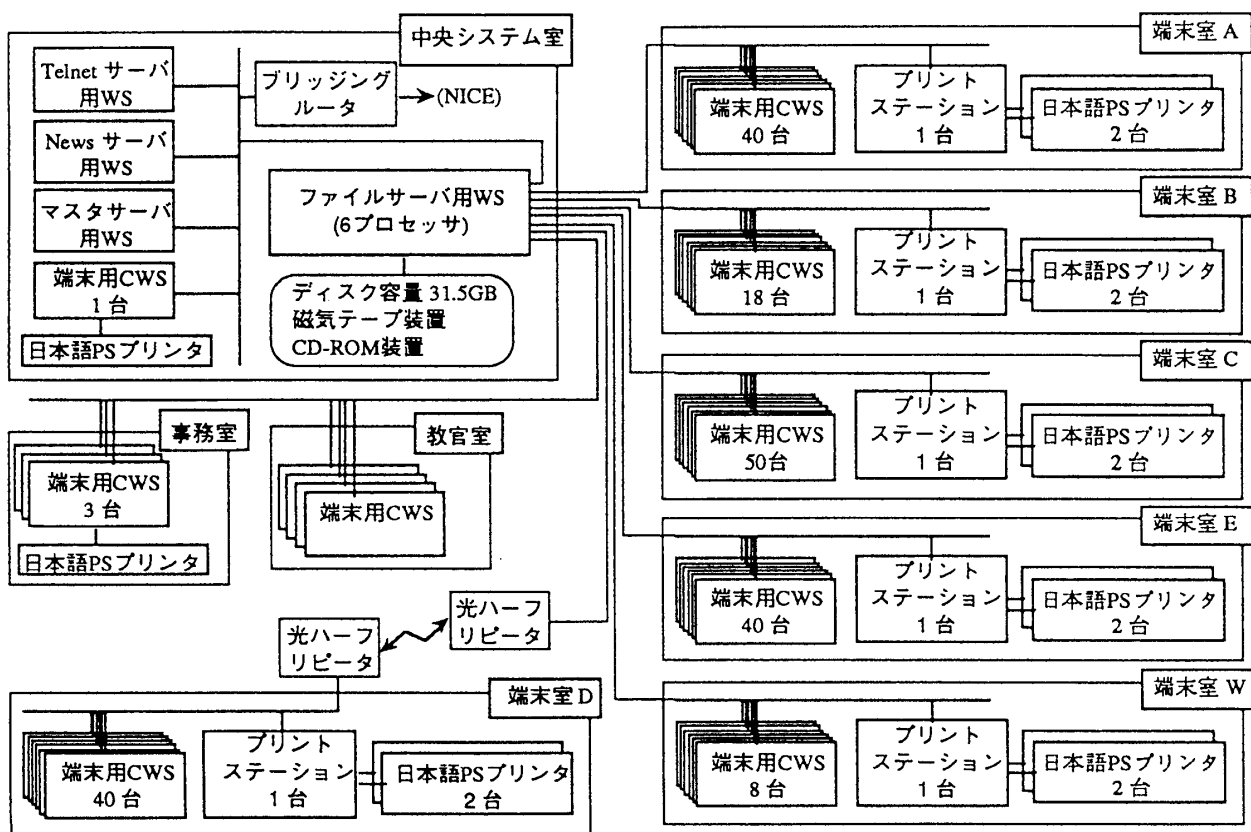 中央システム室
Telnet サーバ
用WS
ブリッジング
ルータ
(NICE)
News サーバ
用WS
マスタサーバ
用WS
ファイルサーバ用WS
(6プロセッサ)
端末用CWS
1 台
日本語PSプリンタ
ディスク容量 31.5GB
磁気テープ装置
CD-ROM装置
事務室
端末用CWS
3 台
日本語PSプリンタ
教官室
端末用CWS
光ハーフ
リピータ
光ハーフ
リピータ
端末室 D
端末用CWS
40 台
プリント
ステーション
1 台
日本語PSプリンタ
2 台
端末室 A
端末用CWS
40 台
プリント
ステーション
1 台
日本語PSプリンタ
2 台
端末室 B
端末用CWS
18 台
プリント
ステーション
1 台
日本語PSプリンタ
2 台
端末室 C
端末用CWS
50台
プリント
ステーション
1 台
日本語PSプリンタ
2 台
端末室 E
端末用CWS
40 台
プリント
ステーション
1 台
日本語PSプリンタ
2 台
端末室 W
端末用CWS
8 台
プリント
ステーション
1 台
日本語PSプリンタ
2 台